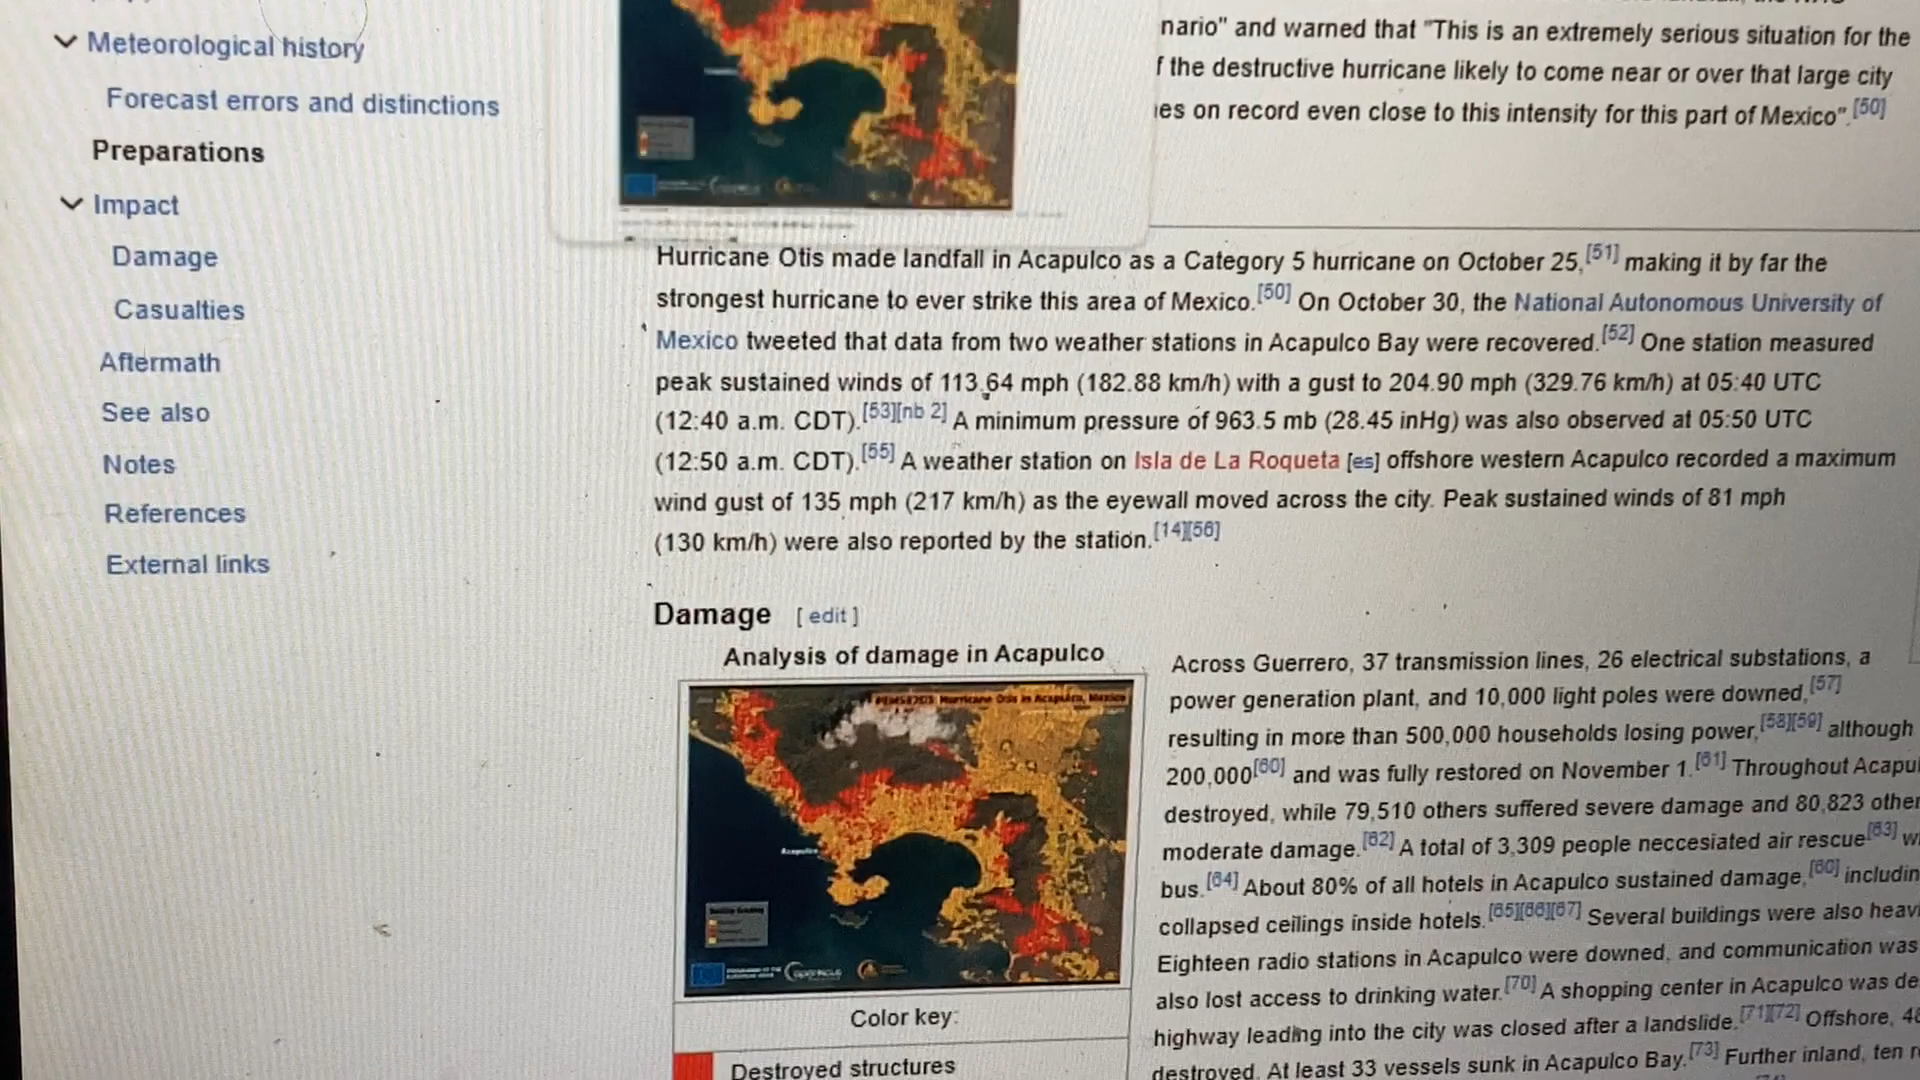 Meteorological history
Forecast errors and distinctions
Preparations
Impact
Damage
Casualties
Aftermath
See also
Notes
References
External links
nario" and warned that "This is an extremely serious situation for the
f the destructive hurricane likely to come near or over that large city
es on record even close to this intensity for this part of Mexico".[50]
Hurricane Otis made landfall in Acapulco as a Category 5 hurricane on October 25,[51] making it by far the
strongest hurricane to ever strike this area of Mexico.[50] On October 30, the National Autonomous University of
Mexico tweeted that data from two weather stations in Acapulco Bay were recovered.[52] One station measured
peak sustained winds of 113.64 mph (182.88 km/h) with a gust to 204.90 mph (329.76 km/h) at 05:40 UTC
(12:40 a.m. CDT).[53][nb 2] A minimum pressure of 963.5 mb (28.45 inHg) was also observed at 05:50 UTC
(12:50 a.m. CDT).[55] A weather station on Isla de La Roqueta [es] offshore western Acapulco recorded a maximum
wind gust of 135 mph (217 km/h) as the eyewall moved across the city. Peak sustained winds of 81 mph
(130 km/h) were also reported by the station.[14][56]
Damage [ edit ]
Analysis of damage in Acapulco
Hurricane Otis in Acapulco, Mexico
Acapulco
Copernicus
Color key:
Destroyed structures
Across Guerrero, 37 transmission lines, 26 electrical substations, a
power generation plant, and 10,000 light poles were downed,[57]
resulting in more than 500,000 households losing power,[58][59] although
200,000[60] and was fully restored on November 1.[61] Throughout Acapul
destroyed, while 79,510 others suffered severe damage and 80,823 other
moderate damage.[62] A total of 3,309 people neccesiated air rescue[63] w
bus.[64] About 80% of all hotels in Acapulco sustained damage,[60] includin
collapsed ceilings inside hotels.[65][66][67] Several buildings were also heavi
Eighteen radio stations in Acapulco were downed, and communication was
also lost access to drinking water.[70] A shopping center in Acapulco was de
highway leading into the city was closed after a landslide.[71][72] Offshore, 48
destroyed. At least 33 vessels sunk in Acapulco Bay.[73] Further inland, ten r